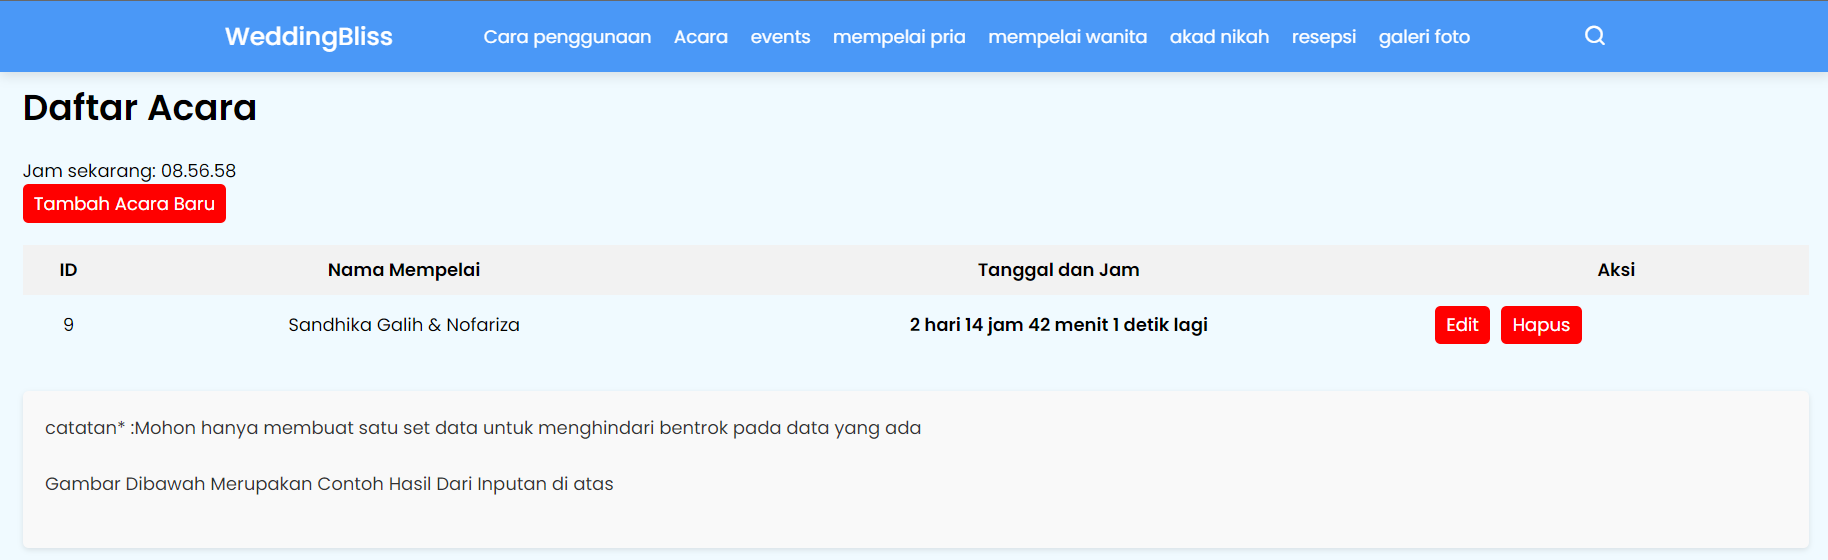 WeddingBliss Cara penggunaan Acara events mempelai pria mempelai wanita akad nikah resepsi galeri foto
Daftar Acara
Jam sekarang: 08.56.58
Tambah Acara Baru
ID Nama Mempelai Tanggal dan Jam Aksi
9 Sandhika Galih & Nofariza 2 hari 14 jam 42 menit 1 detik lagi Edit Hapus
catatan* :Mohon hanya membuat satu set data untuk menghindari bentrok pada data yang ada
Gambar Dibawah Merupakan Contoh Hasil Dari Inputan di atas